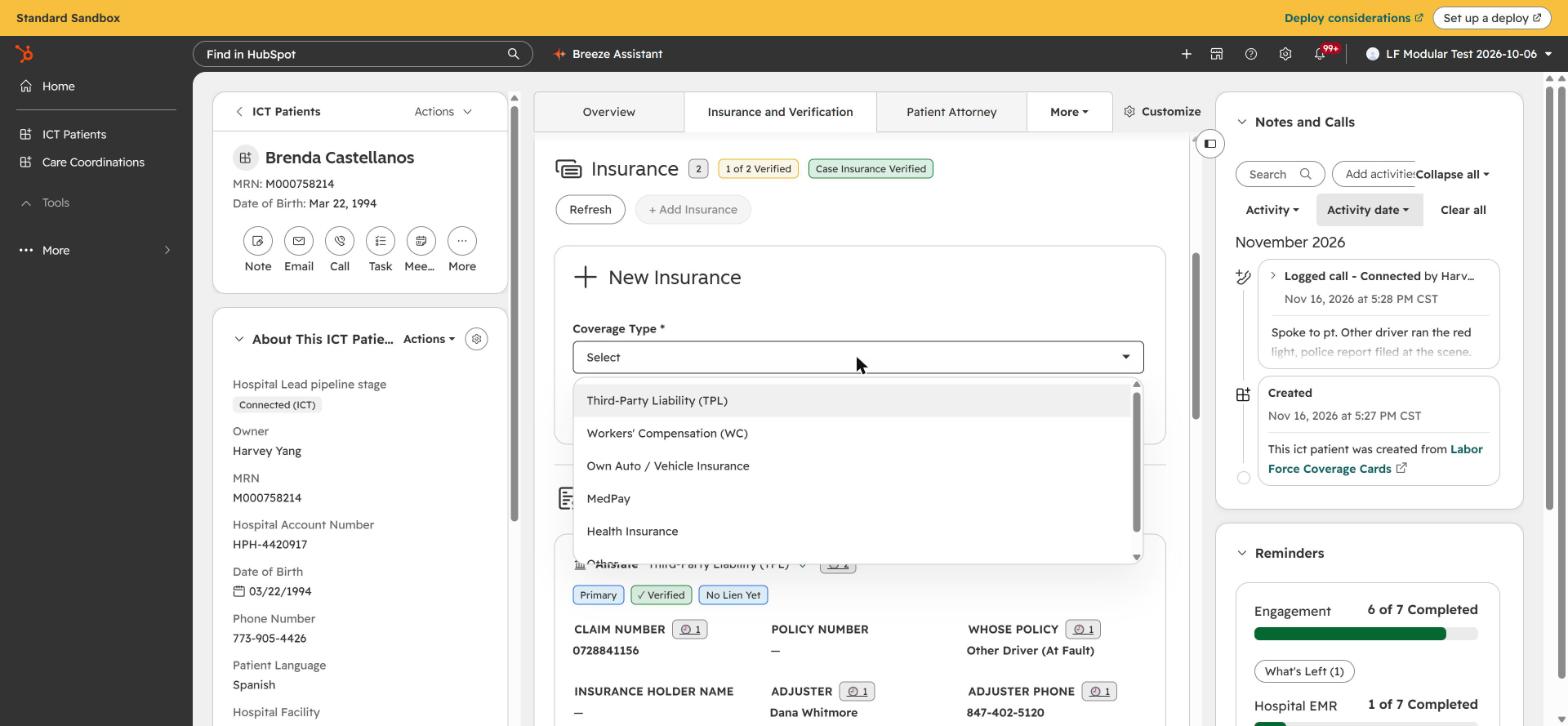 Standard Sandbox
Deploy considerations
Set up a deploy
Find in HubSpot
Breeze Assistant
99+
LF Modular Test 2026-10-06
Home
ICT Patients
Care Coordinations
Tools
More
ICT Patients
Actions
Brenda Castellanos
MRN: M000758214
Date of Birth: Mar 22, 1994
Note
Email
Call
Task
Mee...
More
About This ICT Patie...
Actions
Hospital Lead pipeline stage
Connected (ICT)
Owner
Harvey Yang
MRN
M000758214
Hospital Account Number
HPH-4420917
Date of Birth
03/22/1994
Phone Number
773-905-4426
Patient Language
Spanish
Hospital Facility
Overview
Insurance and Verification
Patient Attorney
More
Customize
Insurance
2
1 of 2 Verified
Case Insurance Verified
Refresh
+ Add Insurance
New Insurance
Coverage Type *
Select
Third-Party Liability (TPL)
Workers' Compensation (WC)
Own Auto / Vehicle Insurance
MedPay
Health Insurance
Third-Party Liability (TPL)
Primary
✓ Verified
No Lien Yet
CLAIM NUMBER
1
0728841156
POLICY NUMBER
—
WHOSE POLICY
1
Other Driver (At Fault)
INSURANCE HOLDER NAME
—
ADJUSTER
1
Dana Whitmore
ADJUSTER PHONE
1
847-402-5120
Notes and Calls
Search
Add activities
Collapse all
Activity
Activity date
Clear all
November 2026
Logged call - Connected by Harv...
Nov 16, 2026 at 5:28 PM CST
Spoke to pt. Other driver ran the red
light, police report filed at the scene.
Created
Nov 16, 2026 at 5:27 PM CST
This ict patient was created from Labor
Force Coverage Cards
Reminders
Engagement
6 of 7 Completed
What's Left (1)
Hospital EMR
1 of 7 Completed